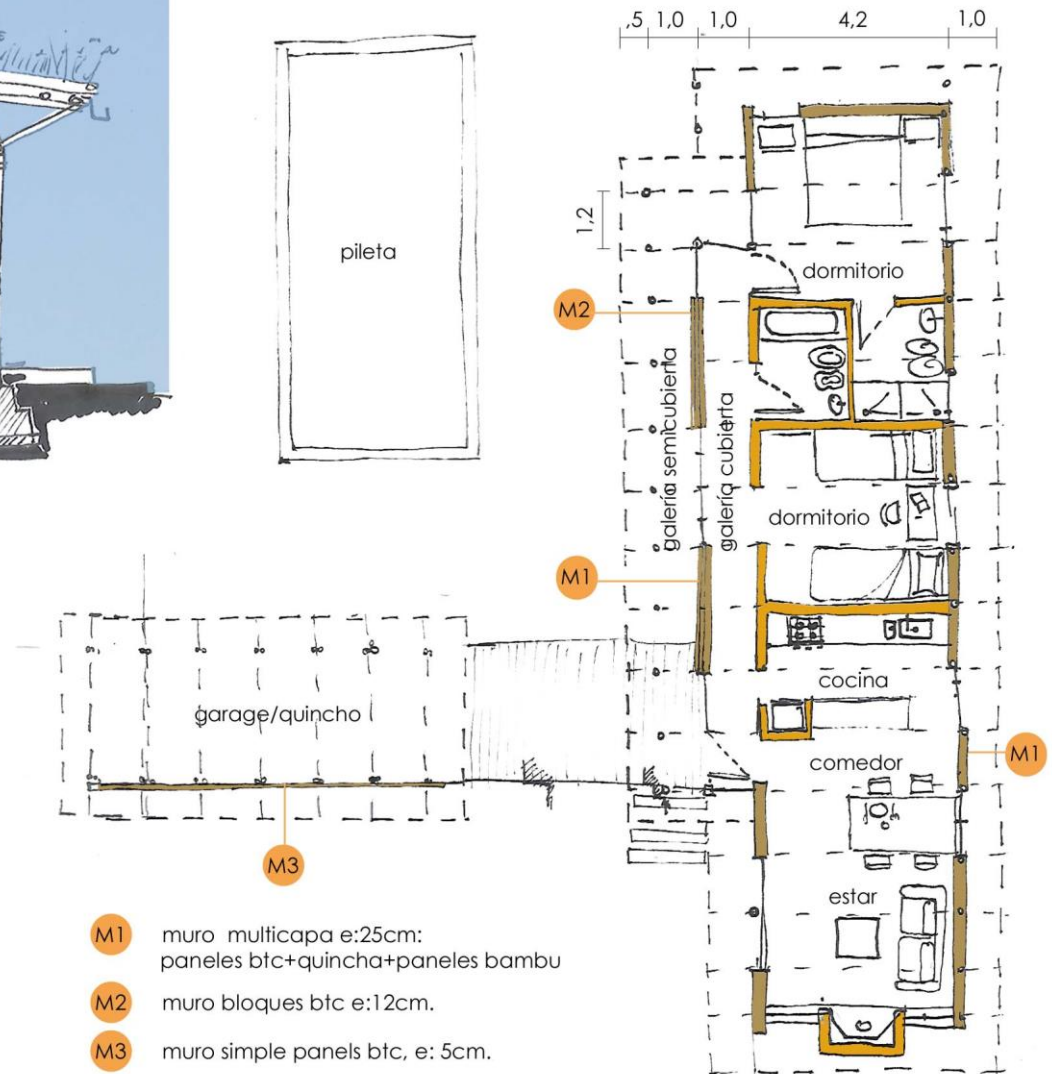 ,5 1,0 1,0 4,2 1,0
1,2
pileta
dormitorio
M2
galería semicubierta
galería cubierta
dormitorio
M1
cocina
garage/quincho
comedor
M1
M3
estar
M1 muro multicapa e:25cm:
paneles btc+quincha+paneles bambu
M2 muro bloques btc e:12cm.
M3 muro simple panels btc, e: 5cm.